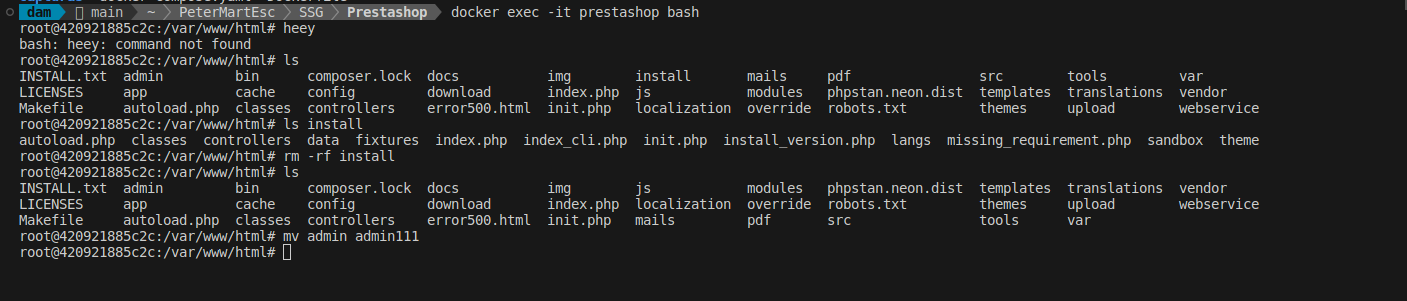 dam main ~ PeterMartEsc SSG Prestashop docker exec -it prestashop bash
root@420921885c2c:/var/www/html# heey
bash: heey: command not found
root@420921885c2c:/var/www/html# ls
INSTALL.txt admin bin composer.lock docs img install mails pdf src tools var
LICENSES app cache config download index.php js modules phpstan.neon.dist templates translations vendor
Makefile autoload.php classes controllers error500.html init.php localization override robots.txt themes upload webservice
root@420921885c2c:/var/www/html# ls install
autoload.php classes controllers data fixtures index.php index_cli.php init.php install_version.php langs missing_requirement.php sandbox theme
root@420921885c2c:/var/www/html# rm -rf install
root@420921885c2c:/var/www/html# ls
INSTALL.txt admin bin composer.lock docs img js modules phpstan.neon.dist templates translations vendor
LICENSES app cache config download index.php localization override robots.txt themes upload webservice
Makefile autoload.php classes controllers error500.html init.php mails pdf src tools var
root@420921885c2c:/var/www/html# mv admin admin111
root@420921885c2c:/var/www/html#